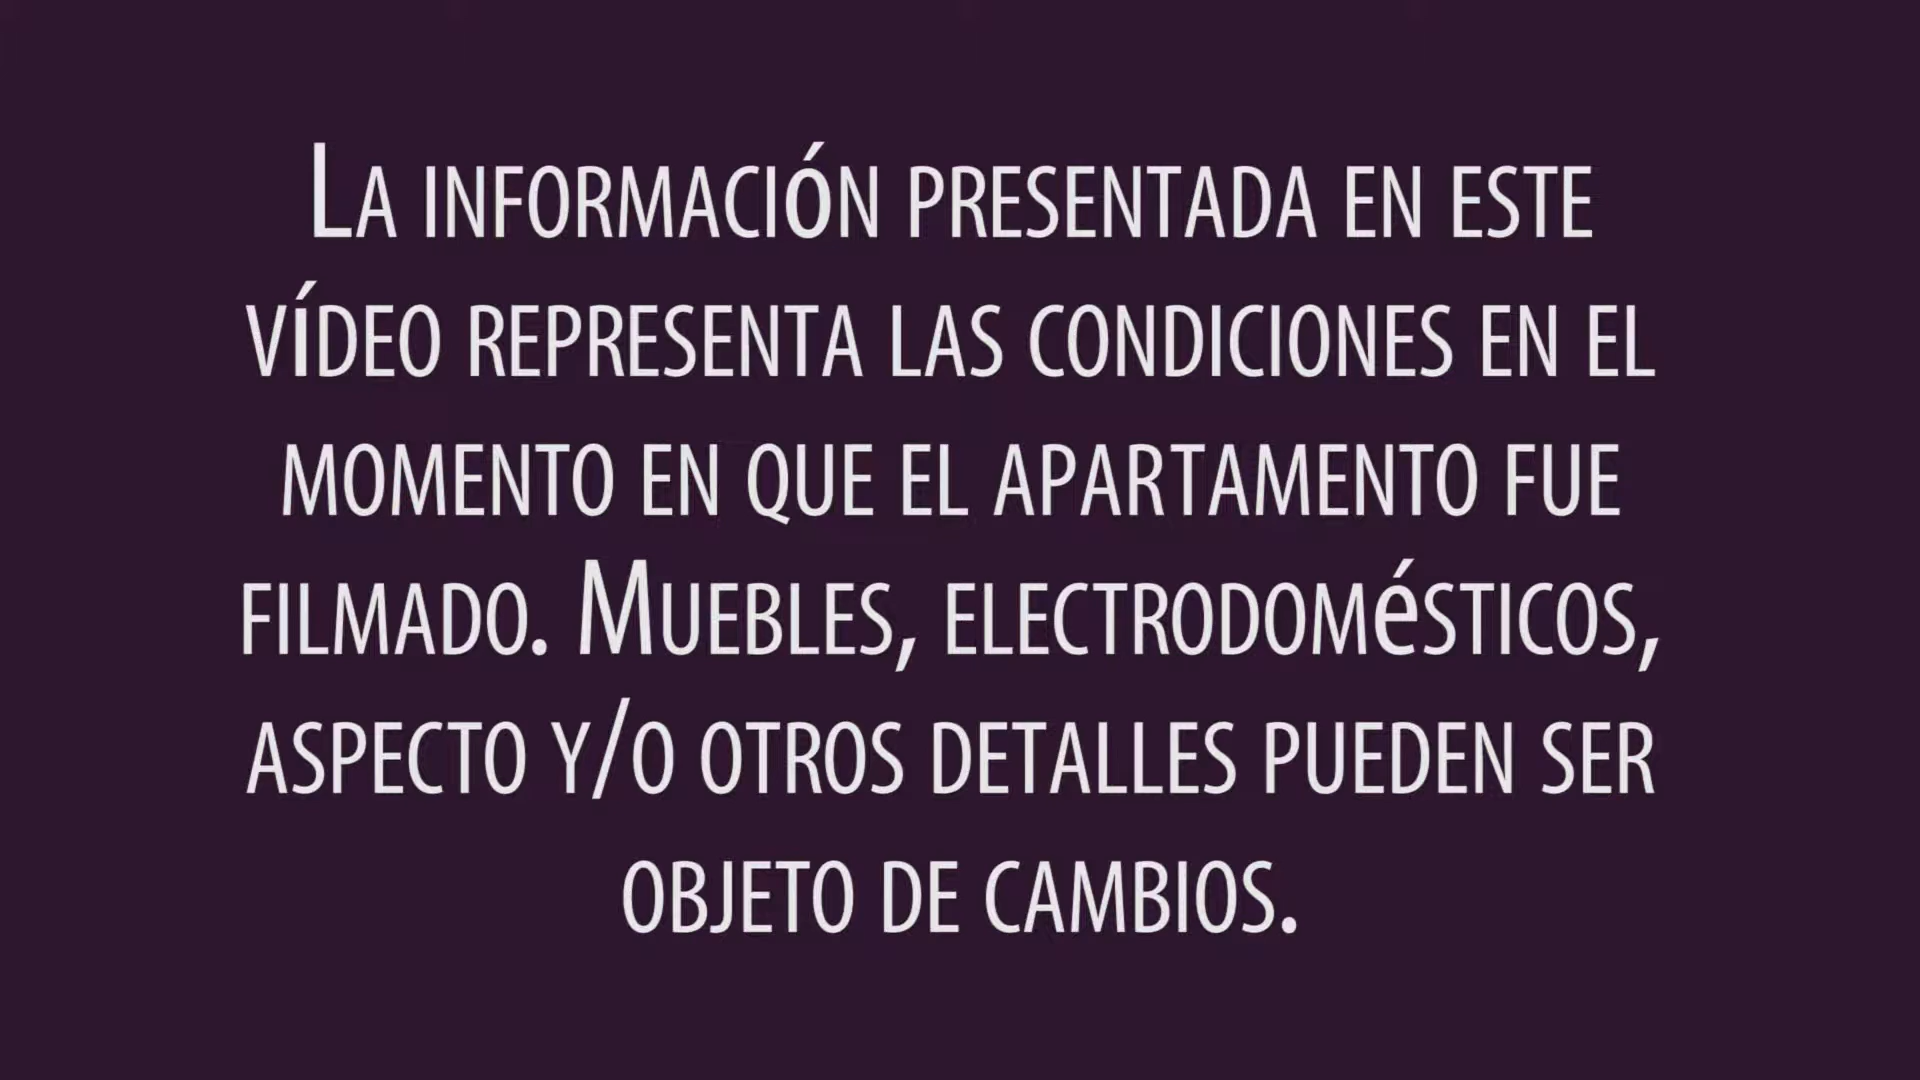 La información presentada en este
vídeo representa las condiciones en el
momento en que el apartamento fue
filmado. Muebles, electrodomésticos,
aspecto y/o otros detalles pueden ser
objeto de cambios.